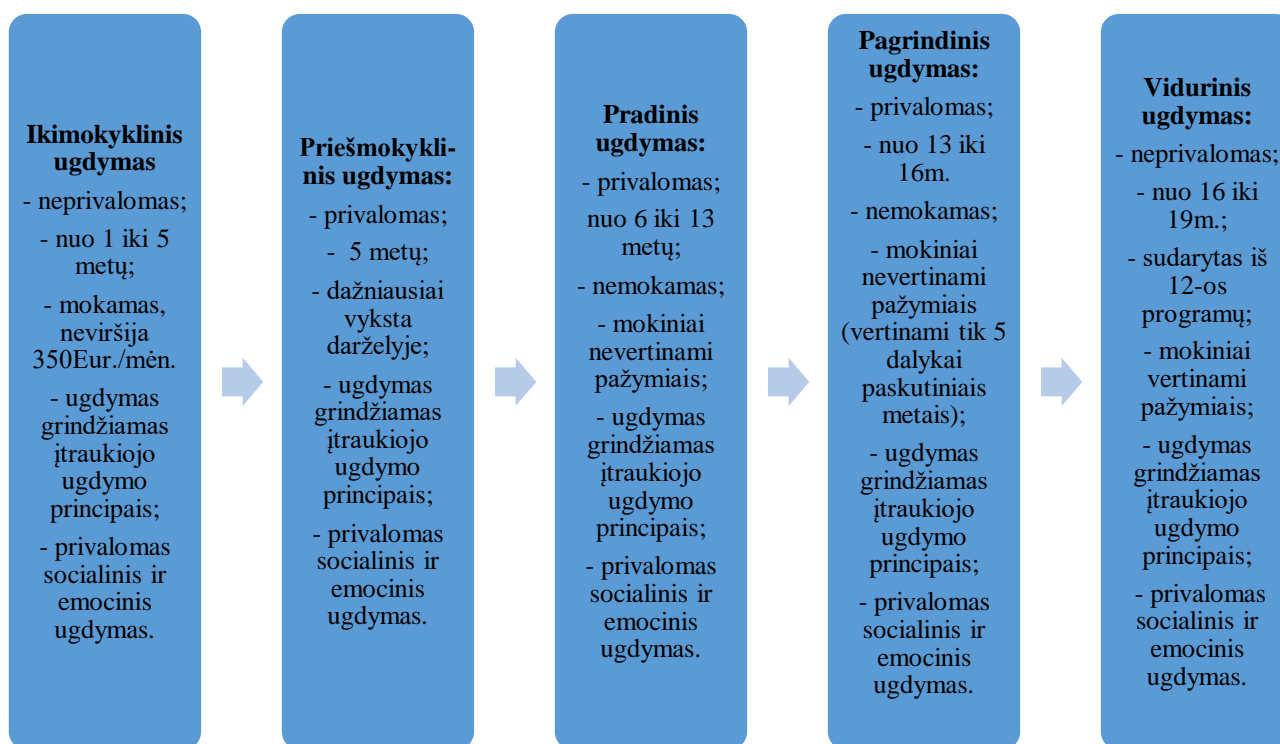 Ikimokyklinis
ugdymas
- neprivalomas;
- nuo 1 iki 5
metų;
- mokamas,
neviršija
350Eur./mėn.
- ugdymas
grindžiamas
įtraukiojo
ugdymo
principais;
- privalomas
socialinis ir
emocinis
ugdymas.
Priešmokykli-
nis ugdymas:
- privalomas;
- 5 metų;
- dažniausiai
vyksta
darželyje;
- ugdymas
grindžiamas
įtraukiojo
ugdymo
principais;
- privalomas
socialinis ir
emocinis
ugdymas.
Pradinis
ugdymas:
- privalomas;
nuo 6 iki 13
metų;
- nemokamas;
- mokiniai
nevertinami
pažymiais;
- ugdymas
grindžiamas
įtraukiojo
ugdymo
principais;
- privalomas
socialinis ir
emocinis
ugdymas.
Pagrindinis
ugdymas:
- privalomas;
- nuo 13 iki
16m.
- nemokamas;
- mokiniai
nevertinami
pažymiais
(vertinami tik 5
dalykai
paskutiniais
metais);
- ugdymas
grindžiamas
įtraukiojo
ugdymo
principais;
- privalomas
socialinis ir
emocinis
ugdymas.
Vidurinis
ugdymas:
- neprivalomas;
- nuo 16 iki
19m.;
- sudarytas iš
12-os
programų;
- mokiniai
vertinami
pažymiais;
- ugdymas
grindžiamas
įtraukiojo
ugdymo
principais;
- privalomas
socialinis ir
emocinis
ugdymas.